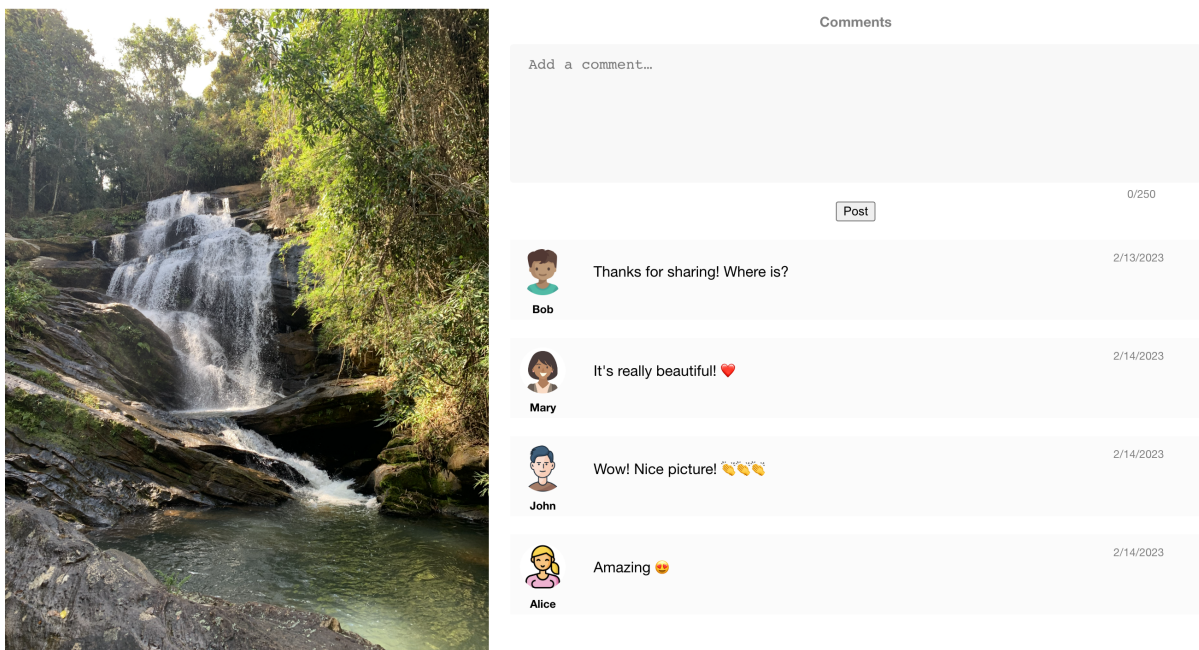 Comments
Add a comment…
0/250
Post
2/13/2023
Thanks for sharing! Where is?
Bob
2/14/2023
It's really beautiful! ❤️
Mary
2/14/2023
Wow! Nice picture! 👏👏👏
John
2/14/2023
Amazing 😍
Alice